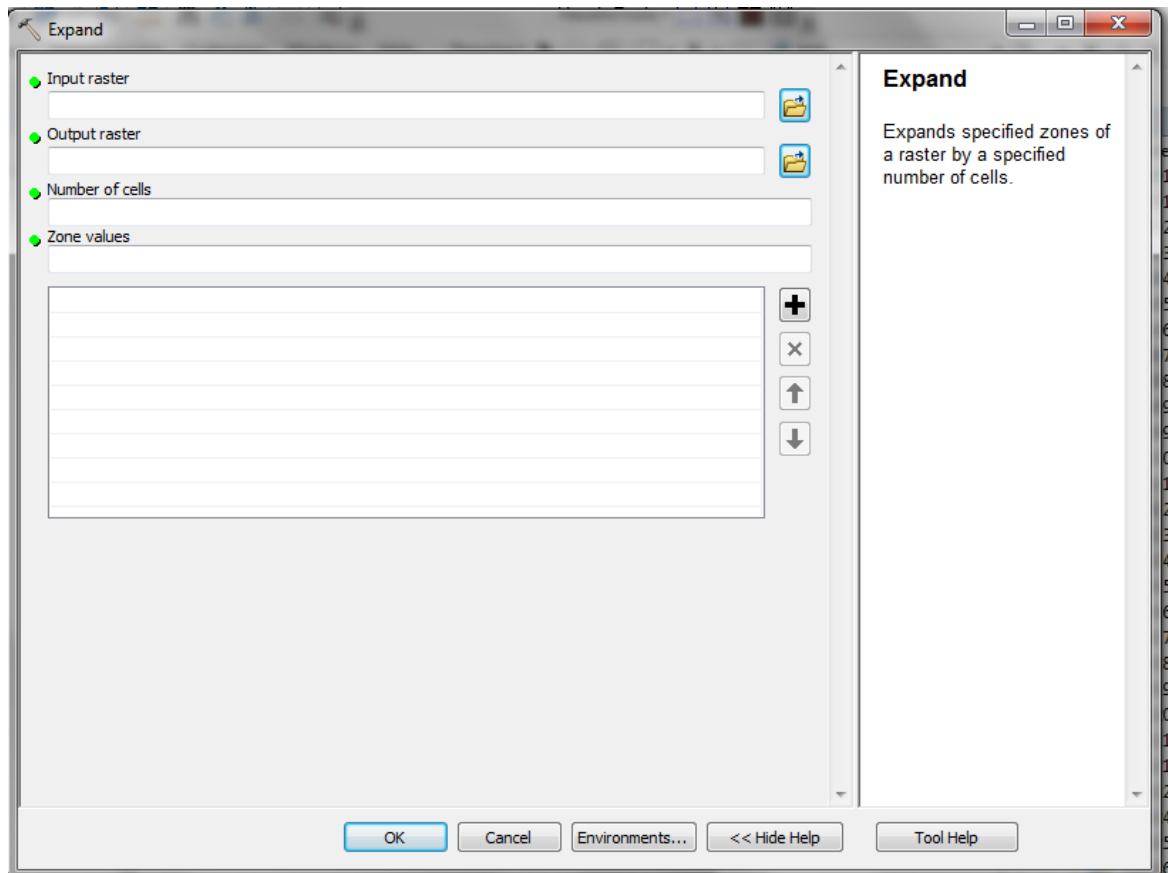 Expand
Input raster
Output raster
Number of cells
Zone values
Expand
Expands specified zones of
a raster by a specified
number of cells.
OK
Cancel
Environments...
<< Hide Help
Tool Help